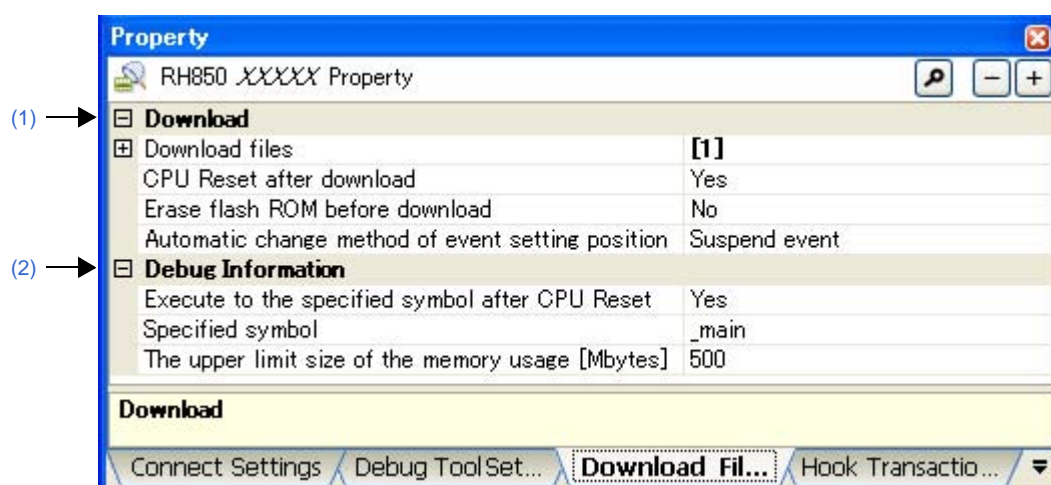 Property
RH850 XXXXX Property
(1) Download
Download files [1]
CPU Reset after download Yes
Erase flash ROM before download No
Automatic change method of event setting position Suspend event
(2) Debug Information
Execute to the specified symbol after CPU Reset Yes
Specified symbol _main
The upper limit size of the memory usage [Mbytes] 500
Download
Connect Settings Debug Tool Set... Download Fil... Hook Transactio...